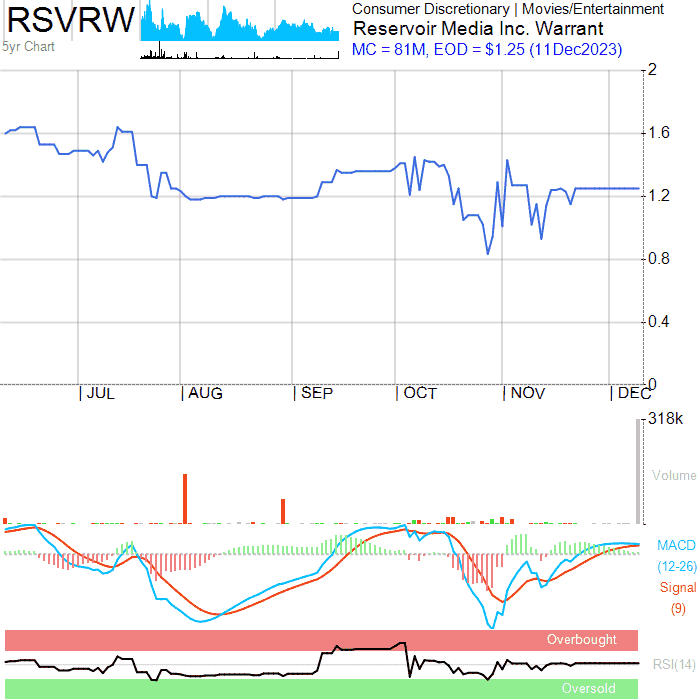 RSVRW
5yr Chart
Consumer Discretionary | Movies/Entertainment
Reservoir Media Inc. Warrant
MC = 81M, EOD = $1.25 (11Dec2023)
2
1.6
1.2
0.8
0.4
0
JUL AUG SEP OCT NOV DEC
318k
Volume
MACD
(12-26)
Signal
(9)
Overbought
RSI(14)
Oversold